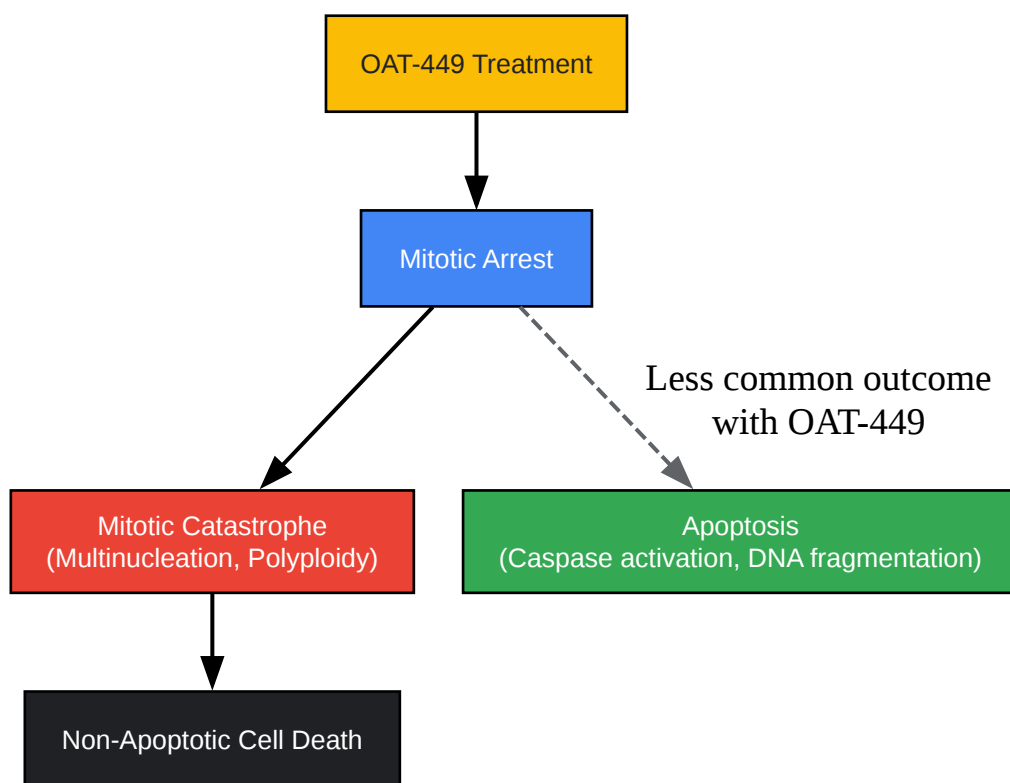 OAT-449 Treatment
Mitotic Arrest
Less common outcome
with OAT-449
Mitotic Catastrophe
(Multinucleation, Polyploidy)
Apoptosis
(Caspase activation, DNA fragmentation)
Non-Apoptotic Cell Death